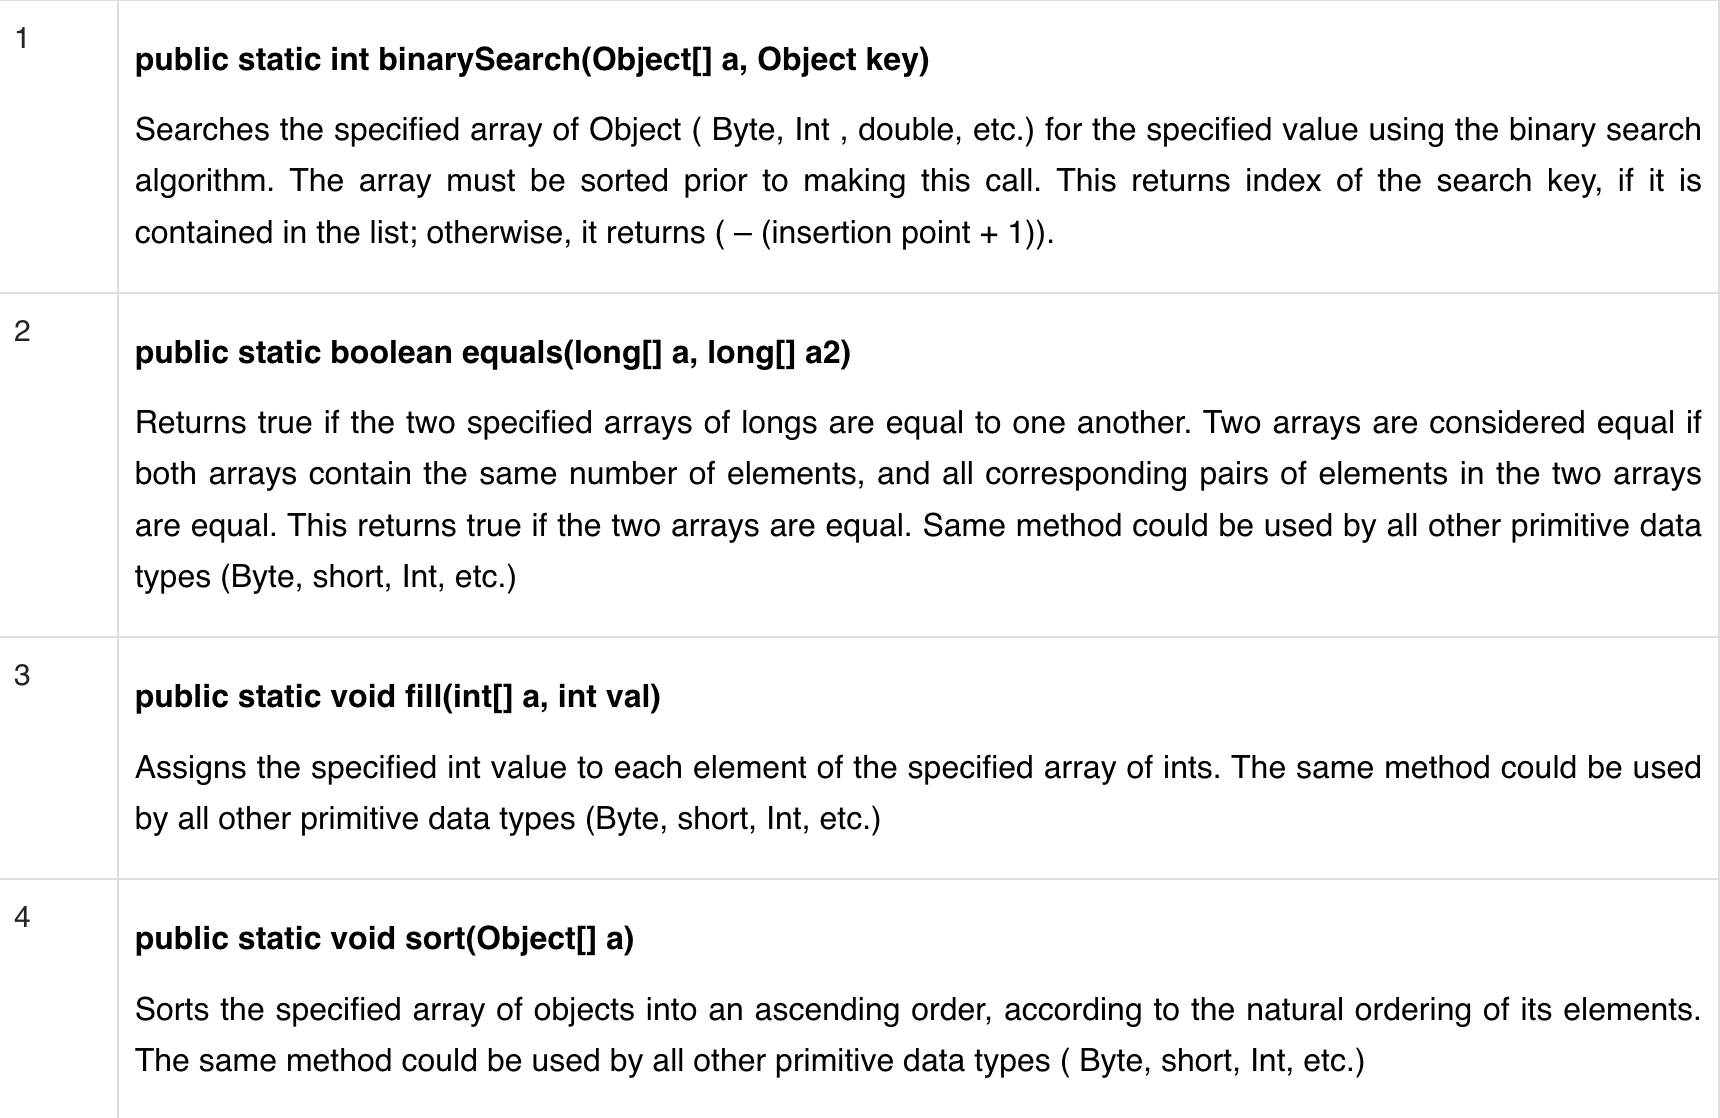 1
public static int binarySearch(Object[] a, Object key)
Searches the specified array of Object ( Byte, Int , double, etc.) for the specified value using the binary search
algorithm. The array must be sorted prior to making this call. This returns index of the search key, if it is
contained in the list; otherwise, it returns ( – (insertion point + 1)).
2
public static boolean equals(long[] a, long[] a2)
Returns true if the two specified arrays of longs are equal to one another. Two arrays are considered equal if
both arrays contain the same number of elements, and all corresponding pairs of elements in the two arrays
are equal. This returns true if the two arrays are equal. Same method could be used by all other primitive data
types (Byte, short, Int, etc.)
3
public static void fill(int[] a, int val)
Assigns the specified int value to each element of the specified array of ints. The same method could be used
by all other primitive data types (Byte, short, Int, etc.)
4
public static void sort(Object[] a)
Sorts the specified array of objects into an ascending order, according to the natural ordering of its elements.
The same method could be used by all other primitive data types ( Byte, short, Int, etc.)